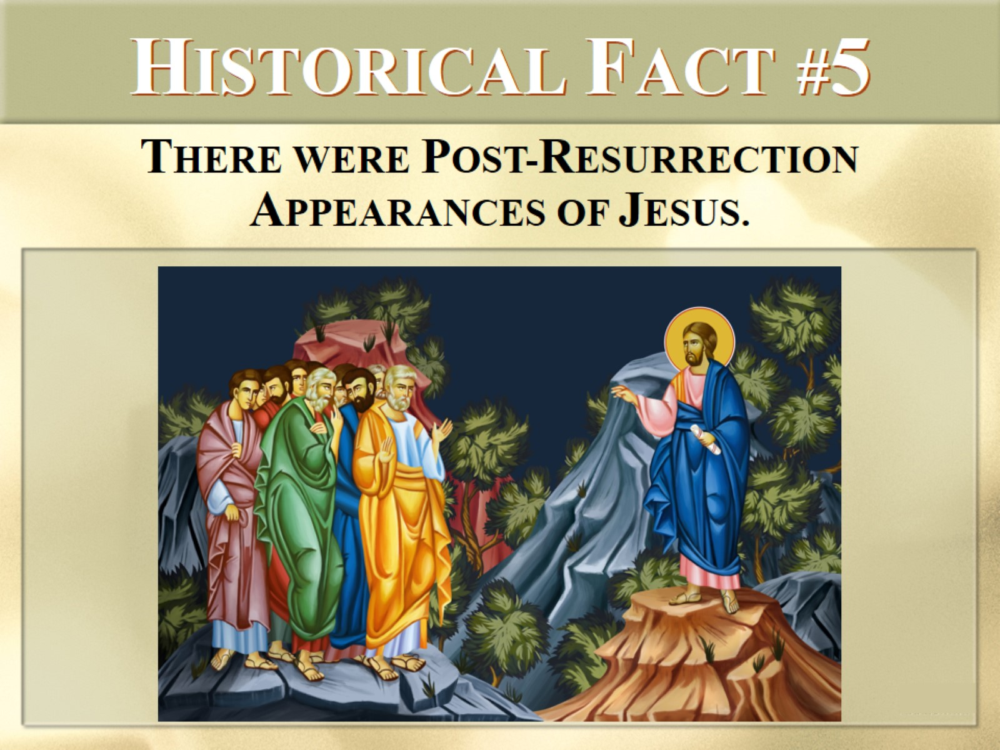 HISTORICAL FACT #5
THERE WERE POST-RESURRECTION
APPEARANCES OF JESUS.